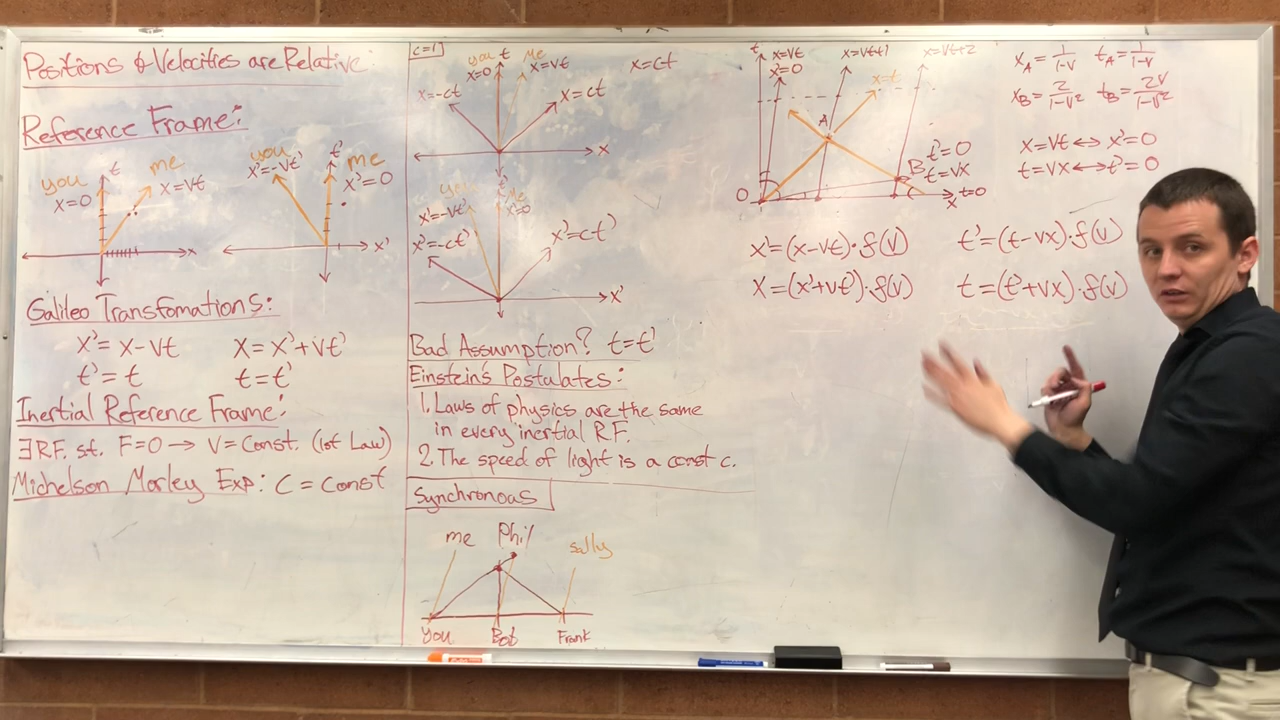 Positions & Velocities are Relative:
Reference Frame:
you
x=0
t
me
x=vt
x
you
x'=-vt'
t'
me
x'=0
x'
Galileo Transfomations:
x'= x-vt x= x'+vt'
t'= t t= t'
Inertial Reference Frame:
∃ R.F. st. F=0 → V=Const. (1st Law)
Michelson Morley Exp: C = Const
c=1
you t me
x=0 x=vt x=ct
x=-ct x=ct
x
you me
x'=-vt' x'=0
x'=-ct' x'=ct'
x'
Bad Assumption? t=t'
Einstein's Postulates:
1. Laws of physics are the same
in every inertial R.F.
2. The speed of light is a const c.
Synchronous
me Phil sally
you Bob Frank
t x=vt x=vt+1 x=vt+2
x'=0 x=t
A
t'=0
B t=vx
O x t=0
x_A = 1/(1-v) t_A = 1/(1-v)
x_B = 2/(1-v²) t_B = 2v/(1-v²)
x=vt ↔ x'=0
t=vx ↔ t'=0
x'=(x-vt)·f(v) t'=(t-vx)·f(v)
x=(x'+vt')·f(v) t=(t'+vx)·f(v)